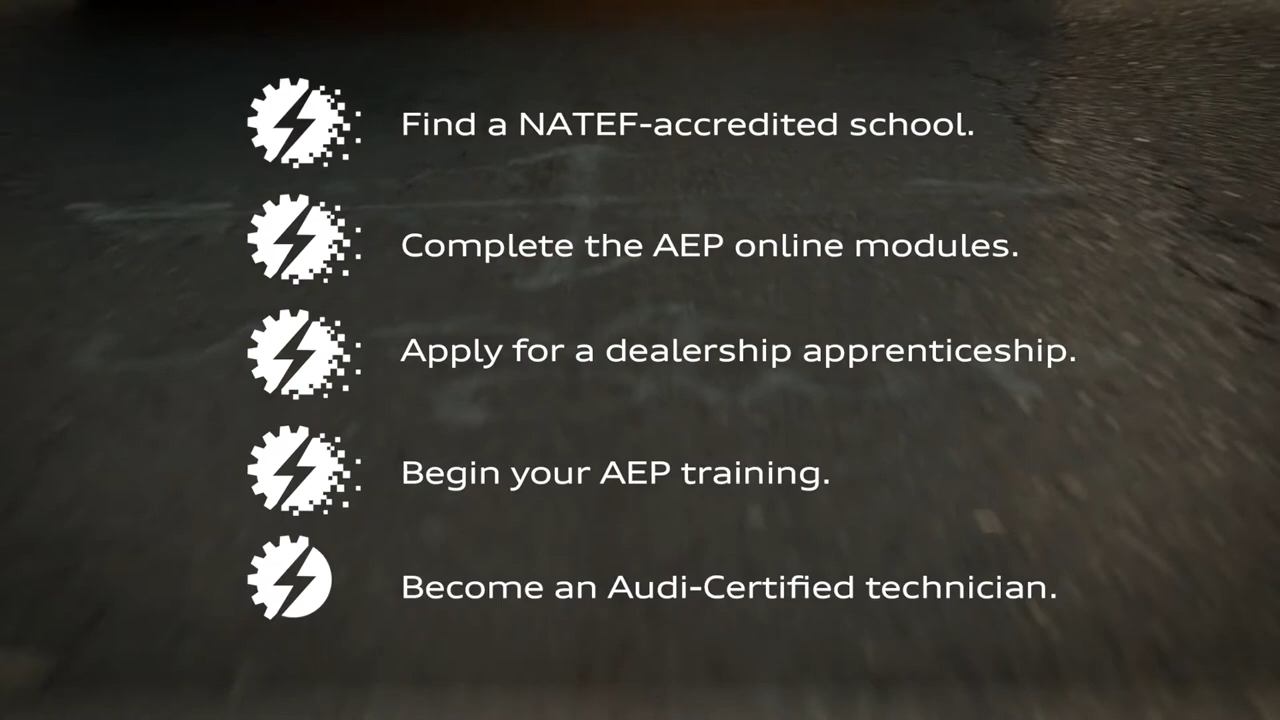 Find a NATEF-accredited school.
Complete the AEP online modules.
Apply for a dealership apprenticeship.
Begin your AEP training.
Become an Audi-Certified technician.